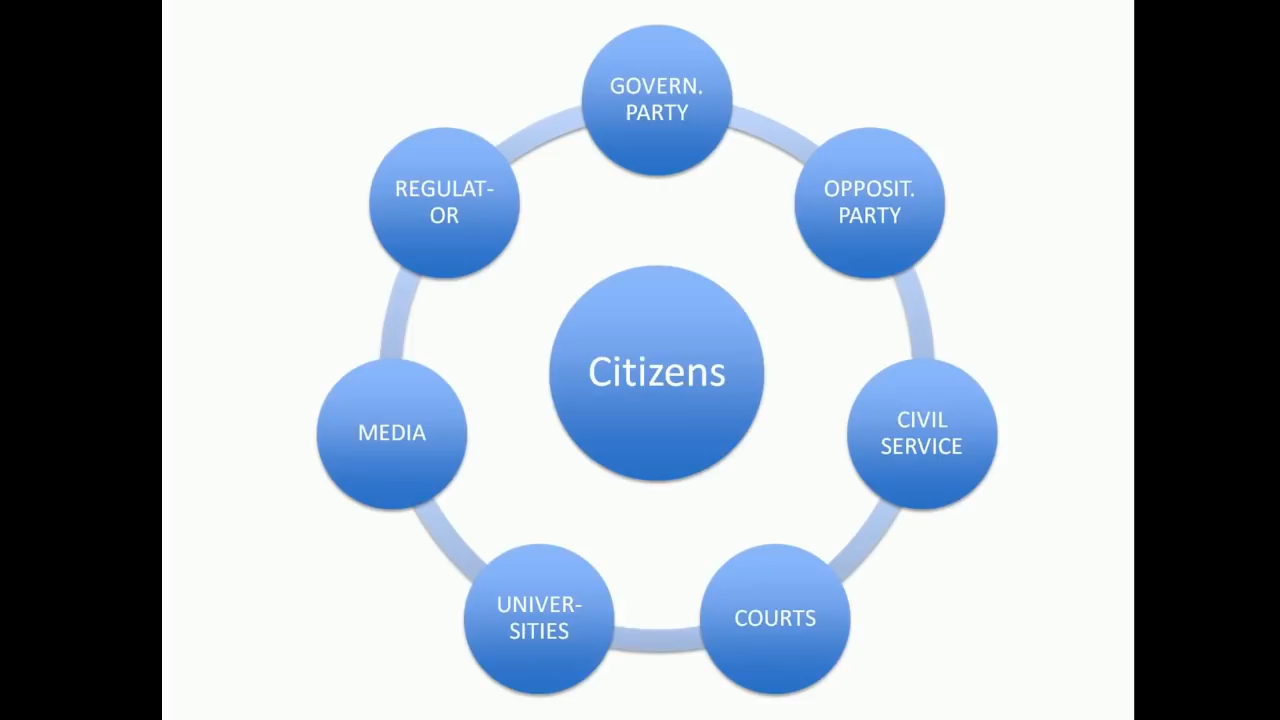 GOVERN.
PARTY
OPPOSIT.
PARTY
CIVIL
SERVICE
COURTS
UNIVER-
SITIES
MEDIA
REGULAT-
OR
Citizens